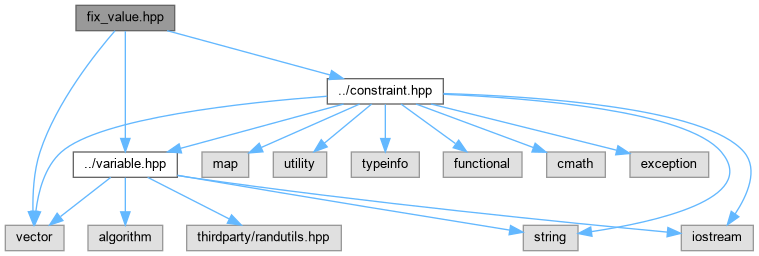 fix_value.hpp
../constraint.hpp
../variable.hpp
map
utility
typeinfo
functional
cmath
exception
vector
algorithm
thirdparty/randutils.hpp
string
iostream